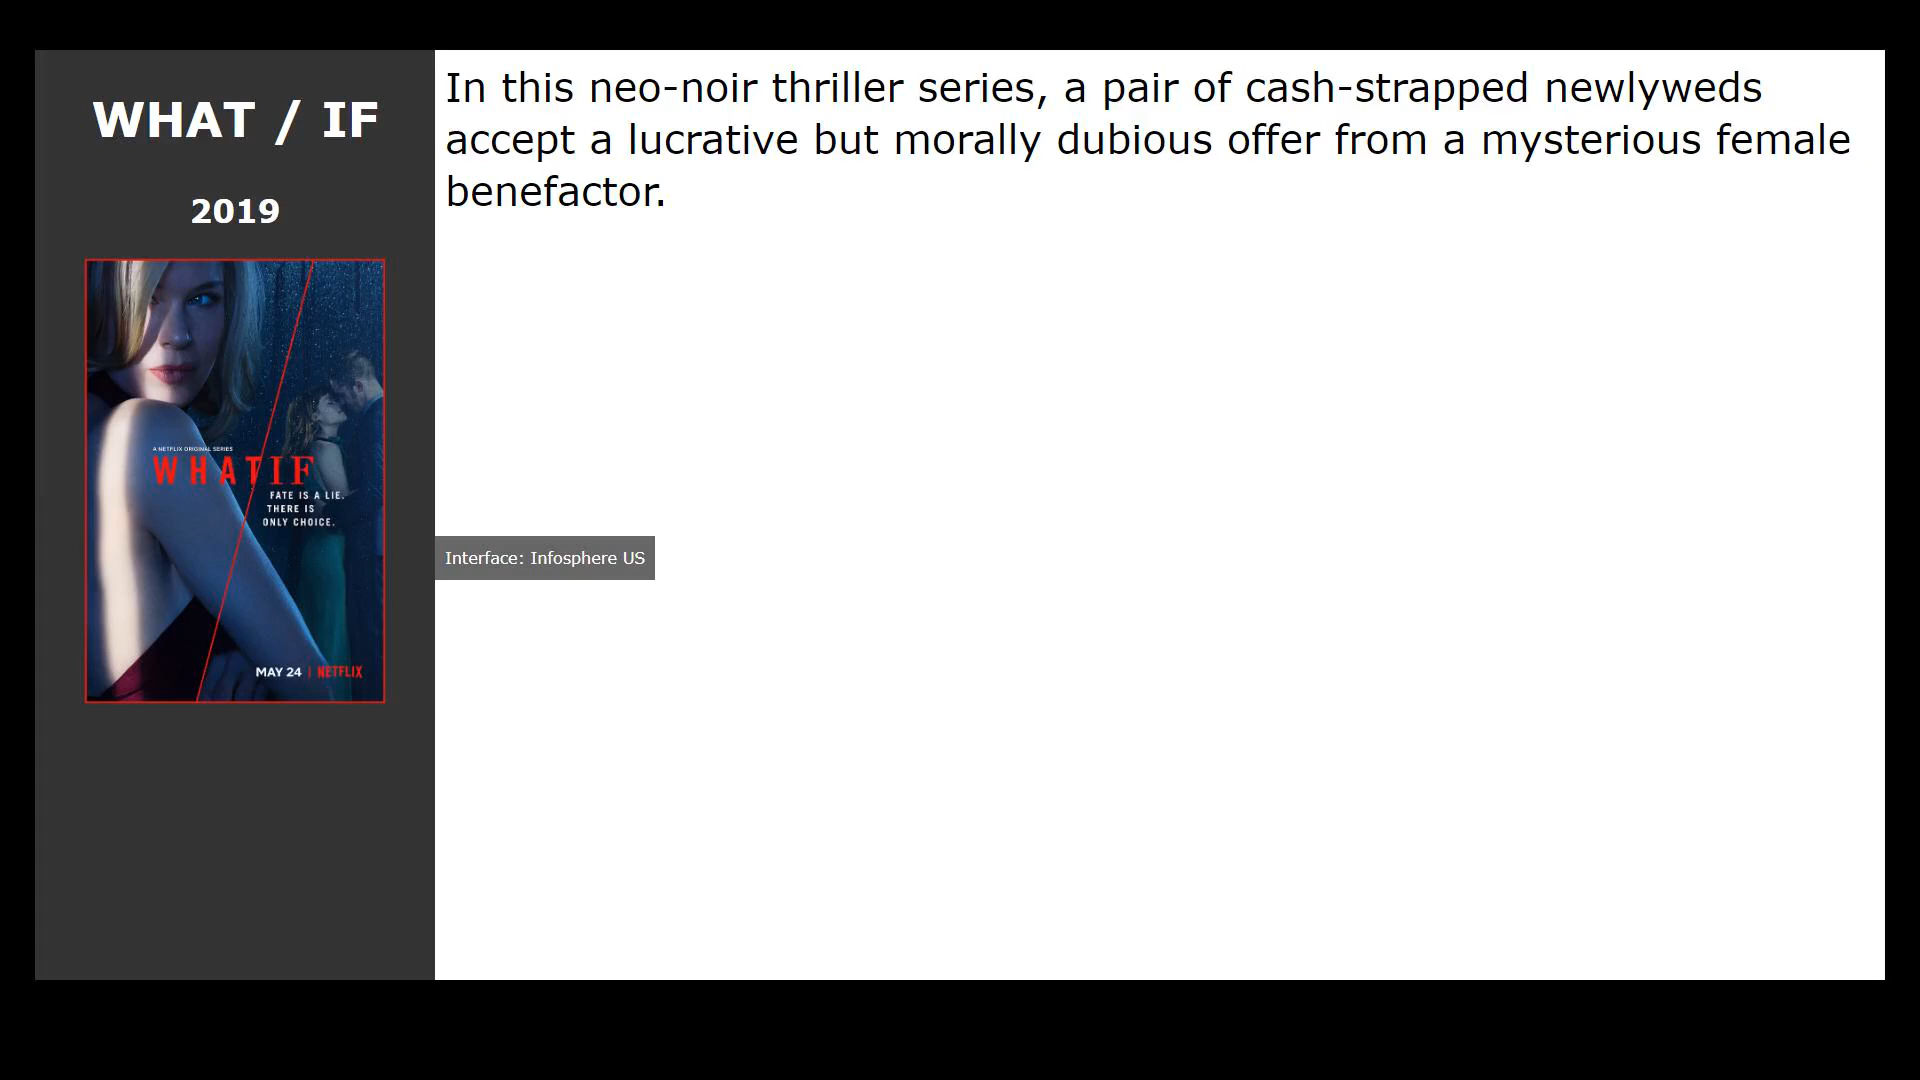 WHAT / IF
2019
A NETFLIX ORIGINAL SERIES
WHAT IF
FATE IS A LIE.
THERE IS
ONLY CHOICE.
MAY 24 | NETFLIX
In this neo-noir thriller series, a pair of cash-strapped newlyweds
accept a lucrative but morally dubious offer from a mysterious female
benefactor.
Interface: Infosphere US